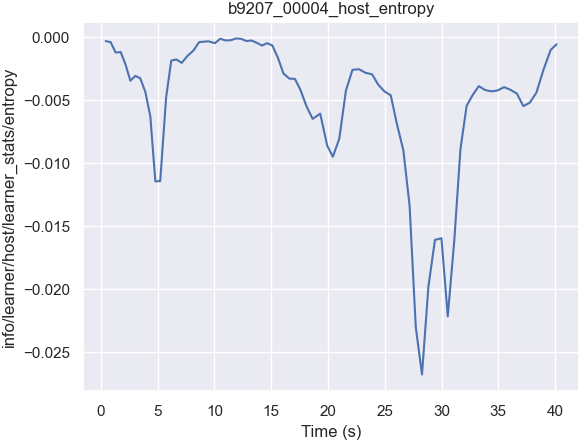 b9207_00004_host_entropy
info/learner/host/learner_stats/entropy
0.000
−0.005
−0.010
−0.015
−0.020
−0.025
0 5 10 15 20 25 30 35 40
Time (s)